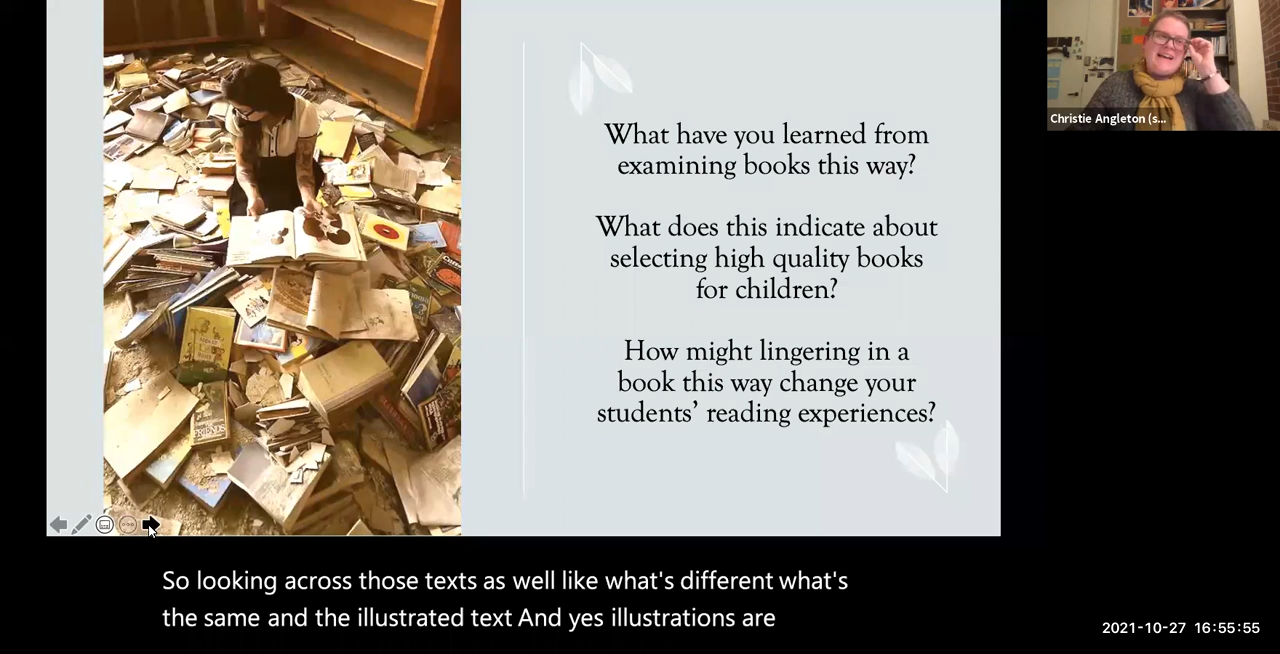 What have you learned from
examining books this way?
What does this indicate about
selecting high quality books
for children?
How might lingering in a
book this way change your
students’ reading experiences?
Christie Angleton (s...
So looking across those texts as well like what's different what's
the same and the illustrated text And yes illustrations are
2021-10-27 16:55:55